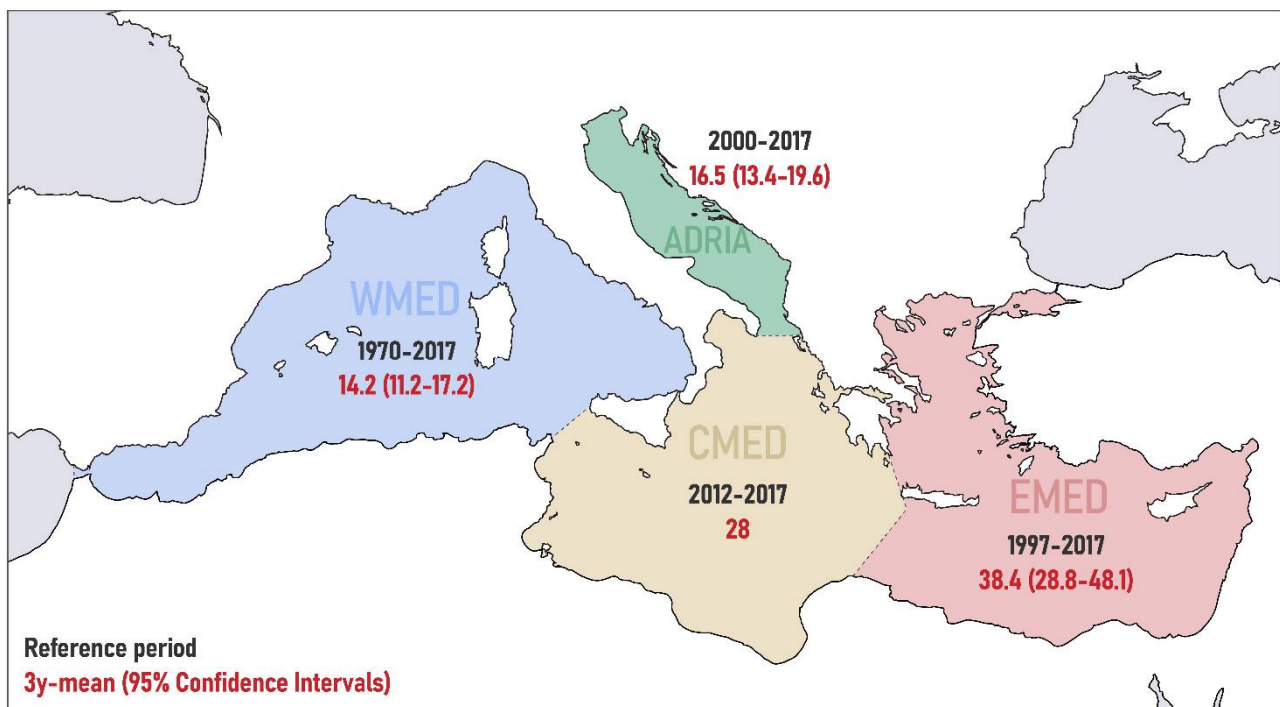 2000-2017
16.5 (13.4-19.6)
ADRIA
WMED
1970-2017
14.2 (11.2-17.2)
CMED
2012-2017
28
EMED
1997-2017
38.4 (28.8-48.1)
Reference period
3y-mean (95% Confidence Intervals)